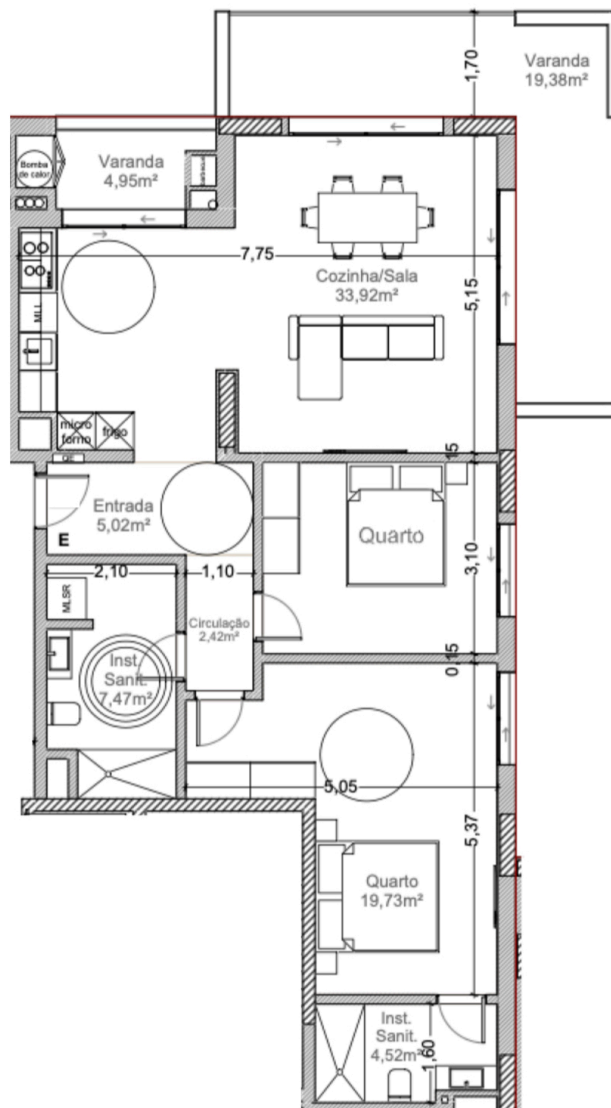 1,70
Varanda
19,38m²
Bomba
de calor
Varanda
4,95m²
7,75
Cozinha/Sala
33,92m²
5,15
MLL
micro
forno
frigo
QE
15
Entrada
5,02m²
E
Quarto
3,10
2,10
1,10
MLSR
Circulação
2,42m²
Inst.
Sanit.
7,47m²
0,15
5,05
5,37
Quarto
19,73m²
Inst.
Sanit.
4,52m²
1,60